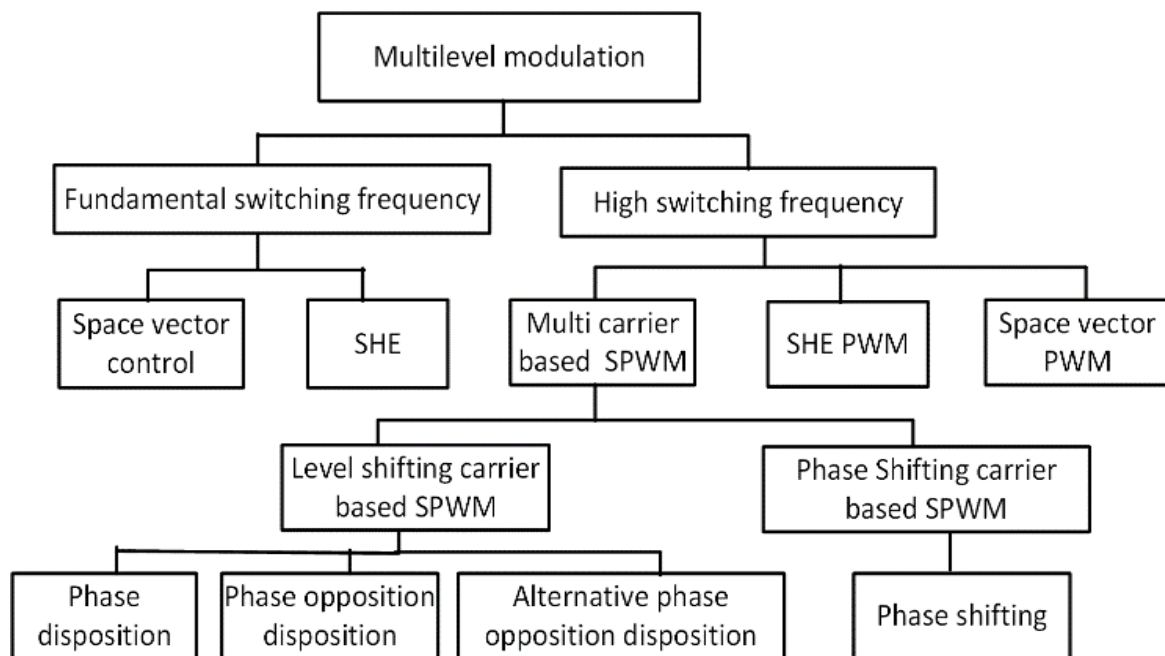 Multilevel modulation
Fundamental switching frequency
High switching frequency
Space vector
control
SHE
Multi carrier
based SPWM
SHE PWM
Space vector
PWM
Level shifting carrier
based SPWM
Phase Shifting carrier
based SPWM
Phase
disposition
Phase opposition
disposition
Alternative phase
opposition disposition
Phase shifting